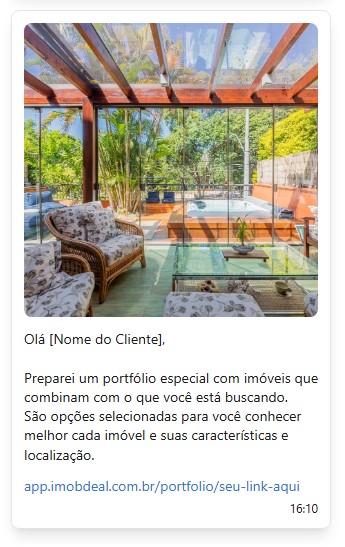 Olá [Nome do Cliente],
Preparei um portfólio especial com imóveis que
combinam com o que você está buscando.
São opções selecionadas para você conhecer
melhor cada imóvel e suas características e
localização.
app.imobdeal.com.br/portfolio/seu-link-aqui
16:10